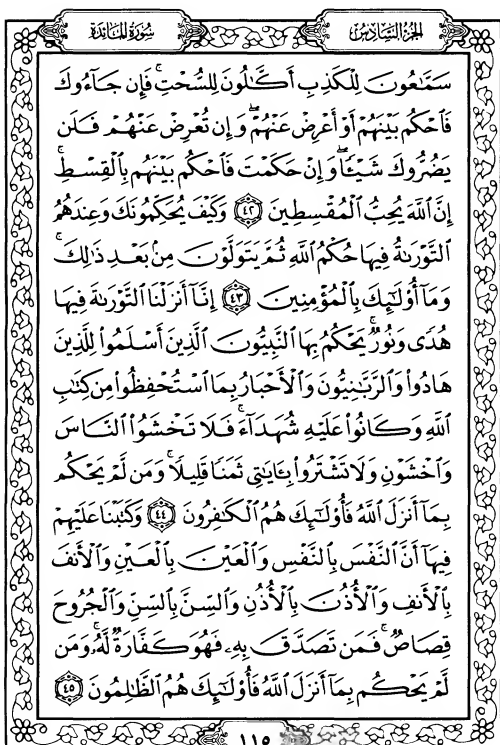 الجزء السادس
سورة المائدة
سَمَّٰعُونَ لِلْكَذِبِ أَكَّٰلُونَ لِلسُّحْتِ ۚ فَإِن جَآءُوكَ
فَٱحْكُم بَيْنَهُمْ أَوْ أَعْرِضْ عَنْهُمْ ۖ وَإِن تُعْرِضْ عَنْهُمْ فَلَن
يَضُرُّوكَ شَيْـًٔا ۖ وَإِنْ حَكَمْتَ فَٱحْكُم بَيْنَهُم بِٱلْقِسْطِ ۚ
إِنَّ ٱللَّهَ يُحِبُّ ٱلْمُقْسِطِينَ ٤٢ وَكَيْفَ يُحَكِّمُونَكَ وَعِندَهُمُ
ٱلتَّوْرَىٰةُ فِيهَا حُكْمُ ٱللَّهِ ثُمَّ يَتَوَلَّوْنَ مِنۢ بَعْدِ ذَٰلِكَ ۚ
وَمَآ أُو۟لَٰٓئِكَ بِٱلْمُؤْمِنِينَ ٤٣ إِنَّآ أَنزَلْنَا ٱلتَّوْرَىٰةَ فِيهَا
هُدًى وَنُورٌ ۚ يَحْكُمُ بِهَا ٱلنَّبِيُّونَ ٱلَّذِينَ أَسْلَمُوا۟ لِلَّذِينَ
هَادُوا۟ وَٱلرَّبَّٰنِيُّونَ وَٱلْأَحْبَارُ بِمَا ٱسْتُحْفِظُوا۟ مِن كِتَٰبِ
ٱللَّهِ وَكَانُوا۟ عَلَيْهِ شُهَدَآءَ ۚ فَلَا تَخْشَوُا۟ ٱلنَّاسَ
وَٱخْشَوْنِ وَلَا تَشْتَرُوا۟ بِـَٔايَٰتِى ثَمَنًا قَلِيلًا ۚ وَمَن لَّمْ يَحْكُم
بِمَآ أَنزَلَ ٱللَّهُ فَأُو۟لَٰٓئِكَ هُمُ ٱلْكَٰفِرُونَ ٤٤ وَكَتَبْنَا عَلَيْهِمْ
فِيهَآ أَنَّ ٱلنَّفْسَ بِٱلنَّفْسِ وَٱلْعَيْنَ بِٱلْعَيْنِ وَٱلْأَنفَ
بِٱلْأَنفِ وَٱلْأُذُنَ بِٱلْأُذُنِ وَٱلسِّنَّ بِٱلسِّنِّ وَٱلْجُرُوحَ
قِصَاصٌ ۚ فَمَن تَصَدَّقَ بِهِۦ فَهُوَ كَفَّارَةٌ لَّهُۥ ۚ وَمَن
لَّمْ يَحْكُم بِمَآ أَنزَلَ ٱللَّهُ فَأُو۟لَٰٓئِكَ هُمُ ٱلظَّٰلِمُونَ ٤٥
١١٥